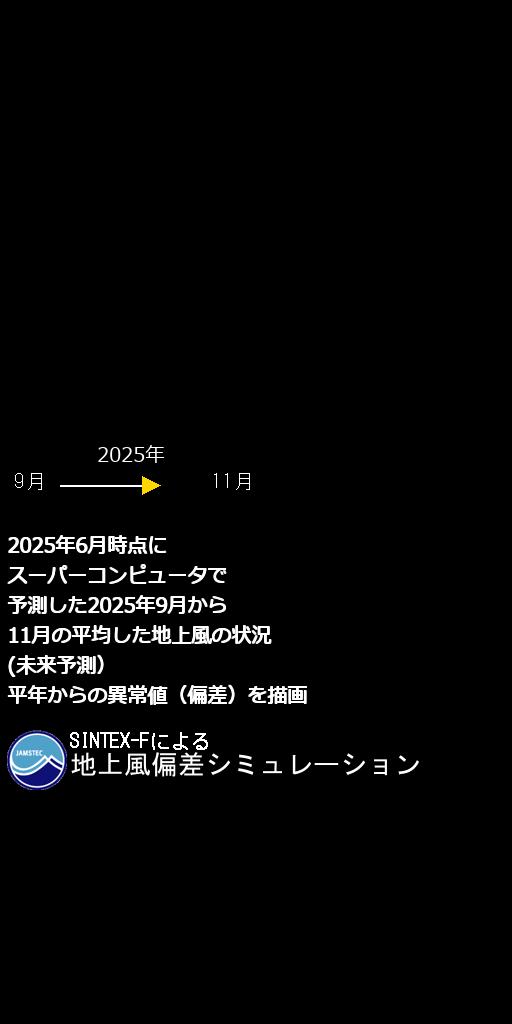 2025年
9月 11月
2025年6月時点に
スーパーコンピュータで
予測した2025年9月から
11月の平均した地上風の状況
(未来予測）
平年からの異常値（偏差）を描画
JAMSTEC
SINTEX-Fによる
地上風偏差シミュレーション